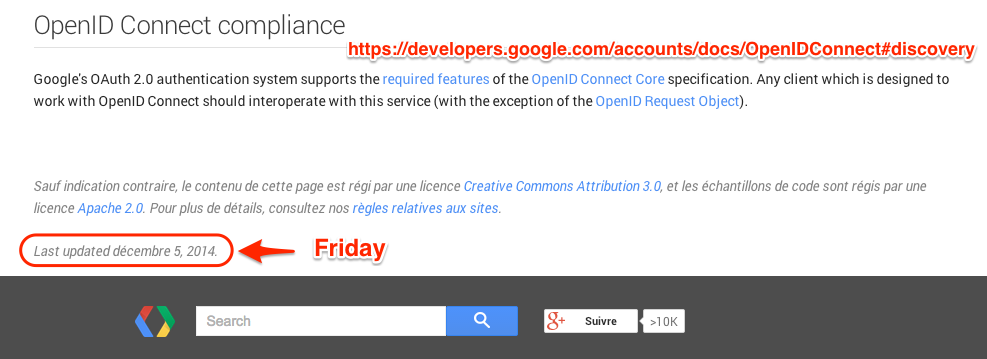 OpenID Connect compliance
https://developers.google.com/accounts/docs/OpenIDConnect#discovery
Google's OAuth 2.0 authentication system supports the required features of the OpenID Connect Core specification. Any client which is designed to
work with OpenID Connect should interoperate with this service (with the exception of the OpenID Request Object).
Sauf indication contraire, le contenu de cette page est régi par une licence Creative Commons Attribution 3.0, et les échantillons de code sont régis par une
licence Apache 2.0. Pour plus de détails, consultez nos règles relatives aux sites.
Last updated décembre 5, 2014.
Friday
Search
g+ Suivre >10K